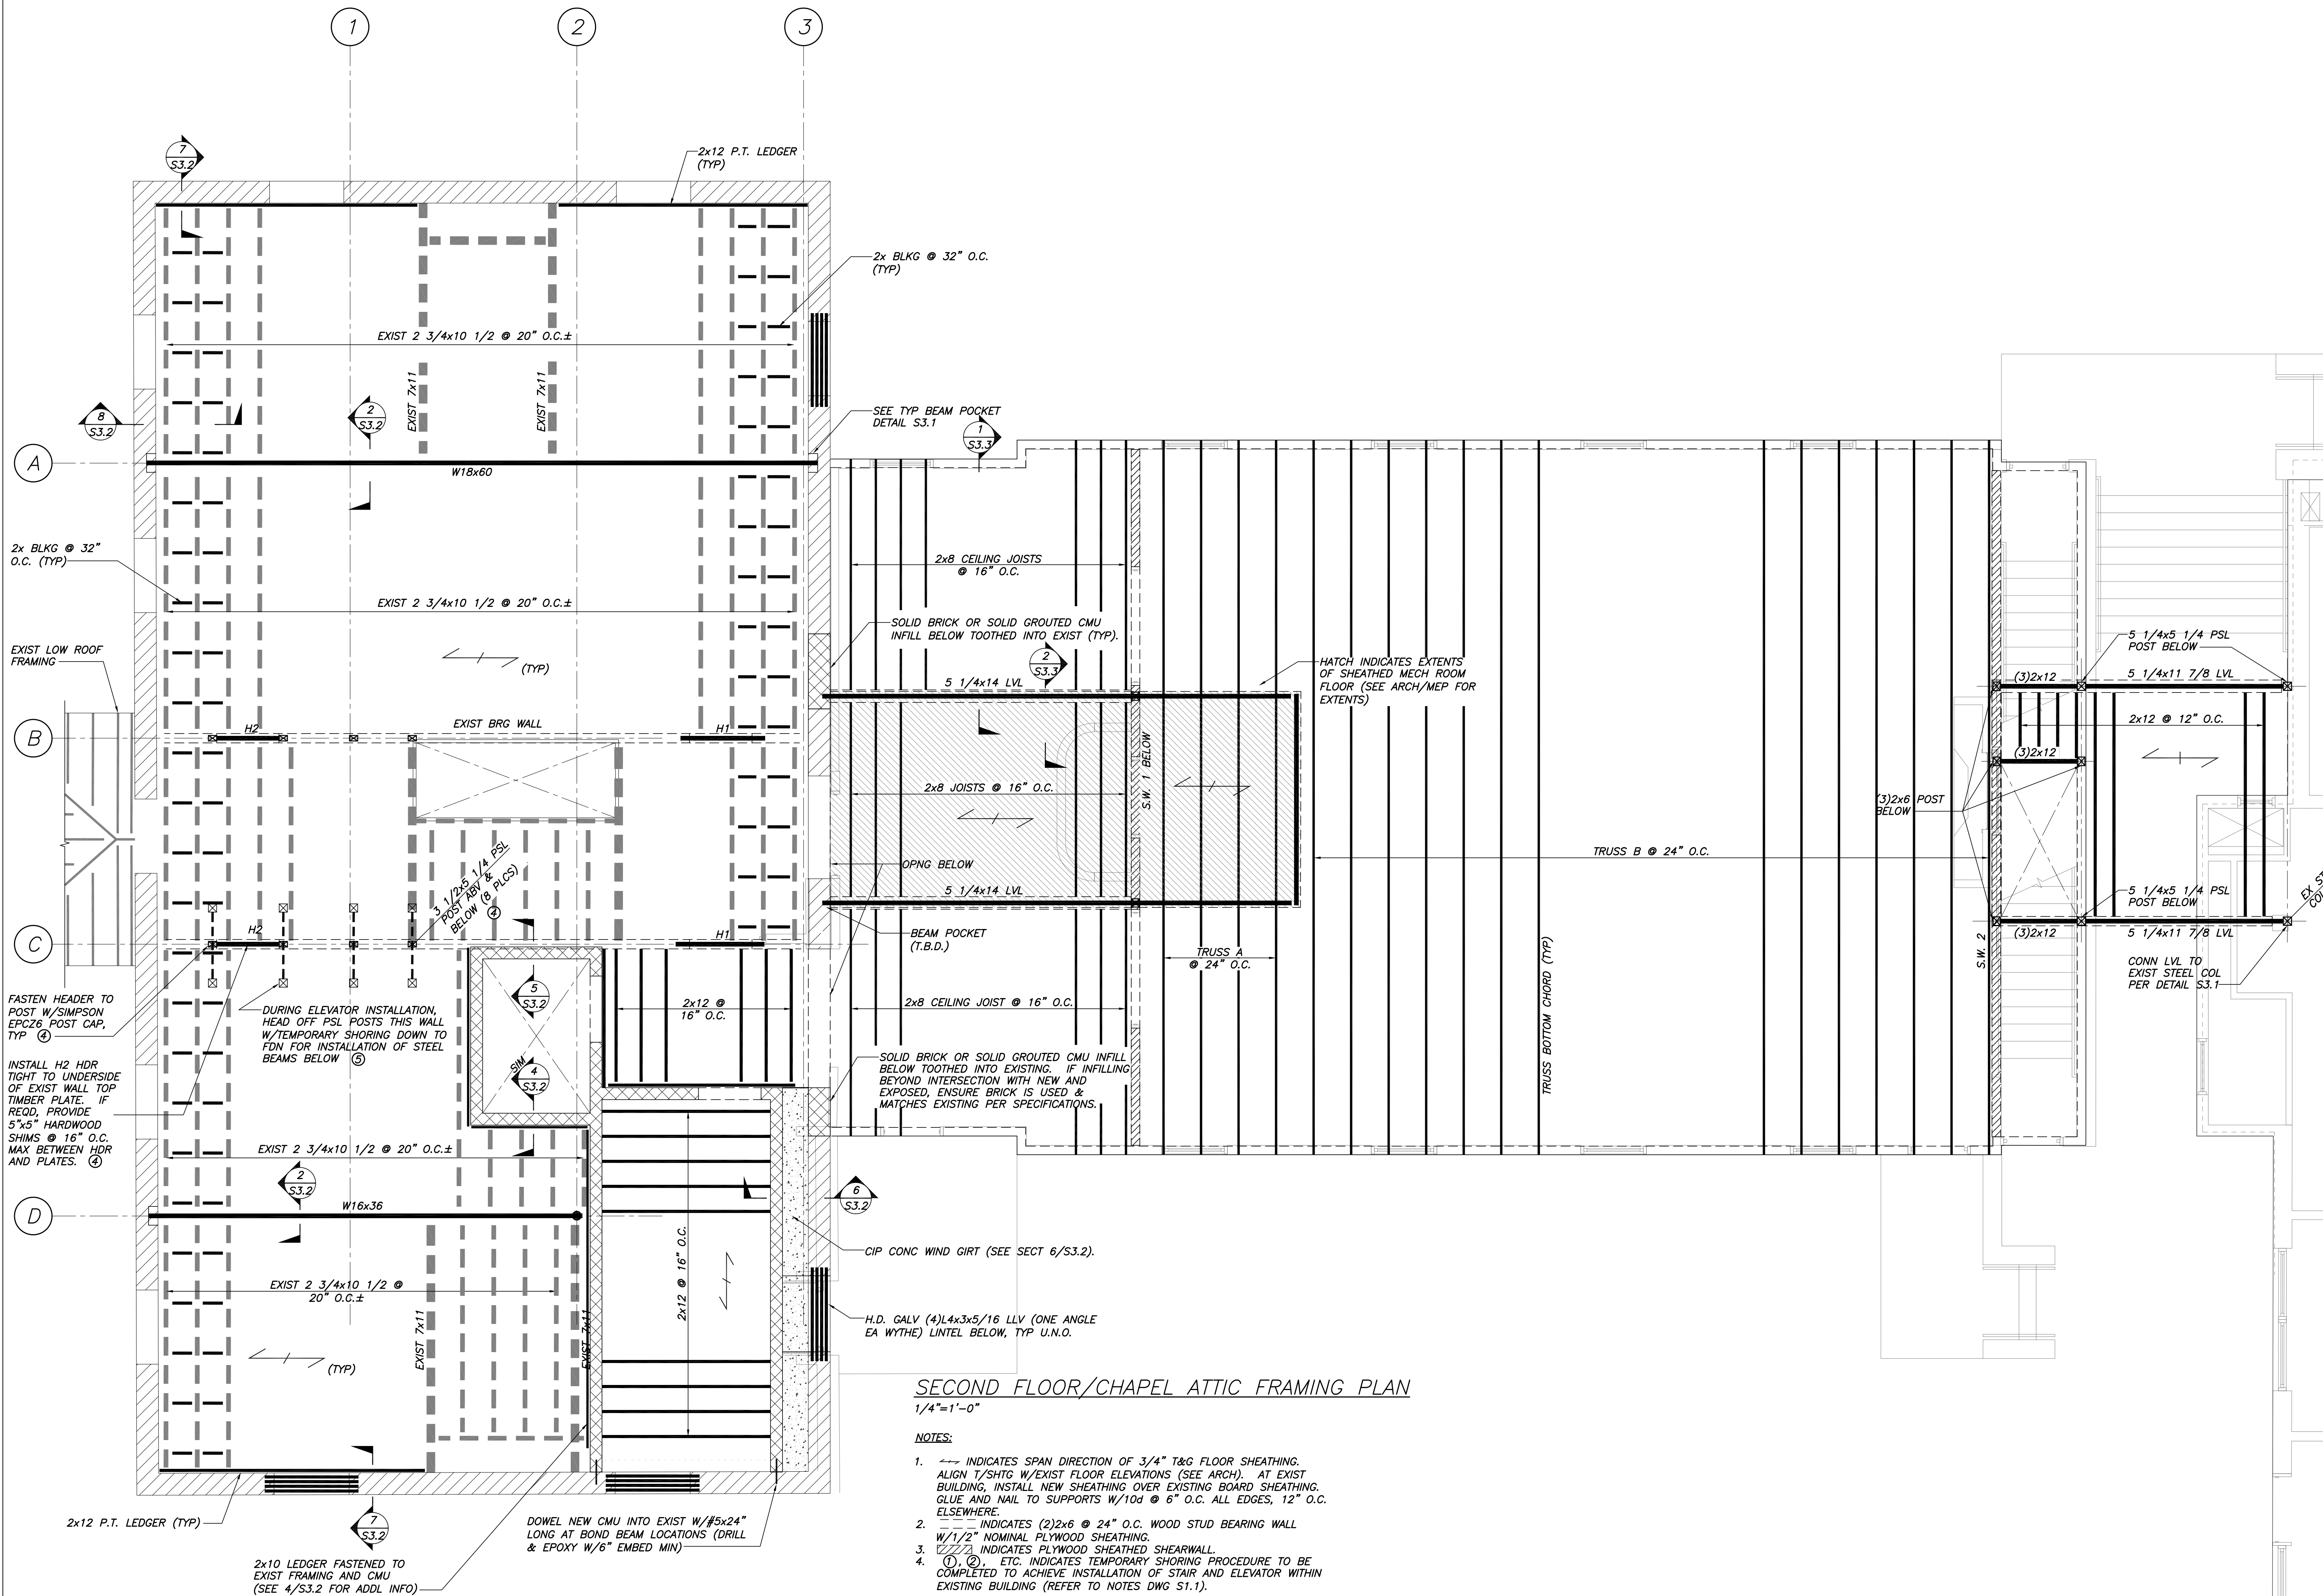 1
2
3
7
S3.2
2x12 P.T. LEDGER
(TYP)
2x BLKG @ 32" O.C.
(TYP)
EXIST 2 3/4x10 1/2 @ 20" O.C.±
EXIST 7x11
EXIST 7x11
8
S3.2
2
S3.2
SEE TYP BEAM POCKET
DETAIL S3.1
1
S3.3
A
W18x60
2x BLKG @ 32"
O.C. (TYP)
2x8 CEILING JOISTS
@ 16" O.C.
EXIST 2 3/4x10 1/2 @ 20" O.C.±
SOLID BRICK OR SOLID GROUTED CMU
INFILL BELOW TOOTHED INTO EXIST (TYP).
EXIST LOW ROOF
FRAMING
(TYP)
2
S3.3
HATCH INDICATES EXTENTS
OF SHEATHED MECH ROOM
FLOOR (SEE ARCH/MEP FOR
EXTENTS)
5 1/4x5 1/4 PSL
POST BELOW
5 1/4x14 LVL
(3)2x12
5 1/4x11 7/8 LVL
B
H2
EXIST BRG WALL
H1
2x12 @ 12" O.C.
(3)2x12
S.W. 1 BELOW
2x8 JOISTS @ 16" O.C.
(3)2x6 POST
BELOW
TRUSS B @ 24" O.C.
3 1/2x5 1/4 PSL
POST ABV &
BELOW (8 PLCS)
4
OPNG BELOW
5 1/4x14 LVL
5 1/4x5 1/4 PSL
POST BELOW
EX ST
COL
C
H2
H1
BEAM POCKET
(T.B.D.)
TRUSS A
@ 24" O.C.
TRUSS BOTTOM CHORD (TYP)
S.W. 2
(3)2x12
5 1/4x11 7/8 LVL
CONN LVL TO
EXIST STEEL COL
PER DETAIL S3.1
FASTEN HEADER TO
POST W/SIMPSON
EPCZ6 POST CAP,
TYP 4
DURING ELEVATOR INSTALLATION,
HEAD OFF PSL POSTS THIS WALL
W/TEMPORARY SHORING DOWN TO
FDN FOR INSTALLATION OF STEEL
BEAMS BELOW 5
5
S3.2
2x12 @
16" O.C.
2x8 CEILING JOIST @ 16" O.C.
INSTALL H2 HDR
TIGHT TO UNDERSIDE
OF EXIST WALL TOP
TIMBER PLATE. IF
REQD, PROVIDE
5"x5" HARDWOOD
SHIMS @ 16" O.C.
MAX BETWEEN HDR
AND PLATES. 4
SIM
4
S3.2
SOLID BRICK OR SOLID GROUTED CMU INFILL
BELOW TOOTHED INTO EXISTING. IF INFILLING
BEYOND INTERSECTION WITH NEW AND
EXPOSED, ENSURE BRICK IS USED &
MATCHES EXISTING PER SPECIFICATIONS.
EXIST 2 3/4x10 1/2 @ 20" O.C.±
2
S3.2
6
S3.2
D
W16x36
2x12 @ 16" O.C.
CIP CONC WIND GIRT (SEE SECT 6/S3.2).
EXIST 2 3/4x10 1/2 @
20" O.C.±
EXIST 7x11
EXIST 7x11
H.D. GALV (4)L4x3x5/16 LLV (ONE ANGLE
EA WYTHE) LINTEL BELOW, TYP U.N.O.
(TYP)
2x12 P.T. LEDGER (TYP)
7
S3.2
2x10 LEDGER FASTENED TO
EXIST FRAMING AND CMU
(SEE 4/S3.2 FOR ADDL INFO)
DOWEL NEW CMU INTO EXIST W/#5x24"
LONG AT BOND BEAM LOCATIONS (DRILL
& EPOXY W/6" EMBED MIN)
SECOND FLOOR/CHAPEL ATTIC FRAMING PLAN
1/4"=1'-0"
NOTES:
1. INDICATES SPAN DIRECTION OF 3/4" T&G FLOOR SHEATHING.
ALIGN T/SHTG W/EXIST FLOOR ELEVATIONS (SEE ARCH). AT EXIST
BUILDING, INSTALL NEW SHEATHING OVER EXISTING BOARD SHEATHING.
GLUE AND NAIL TO SUPPORTS W/10d @ 6" O.C. ALL EDGES, 12" O.C.
ELSEWHERE.
2. INDICATES (2)2x6 @ 24" O.C. WOOD STUD BEARING WALL
W/1/2" NOMINAL PLYWOOD SHEATHING.
3. INDICATES PLYWOOD SHEATHED SHEARWALL.
4. 1, 2, ETC. INDICATES TEMPORARY SHORING PROCEDURE TO BE
COMPLETED TO ACHIEVE INSTALLATION OF STAIR AND ELEVATOR WITHIN
EXISTING BUILDING (REFER TO NOTES DWG S1.1).